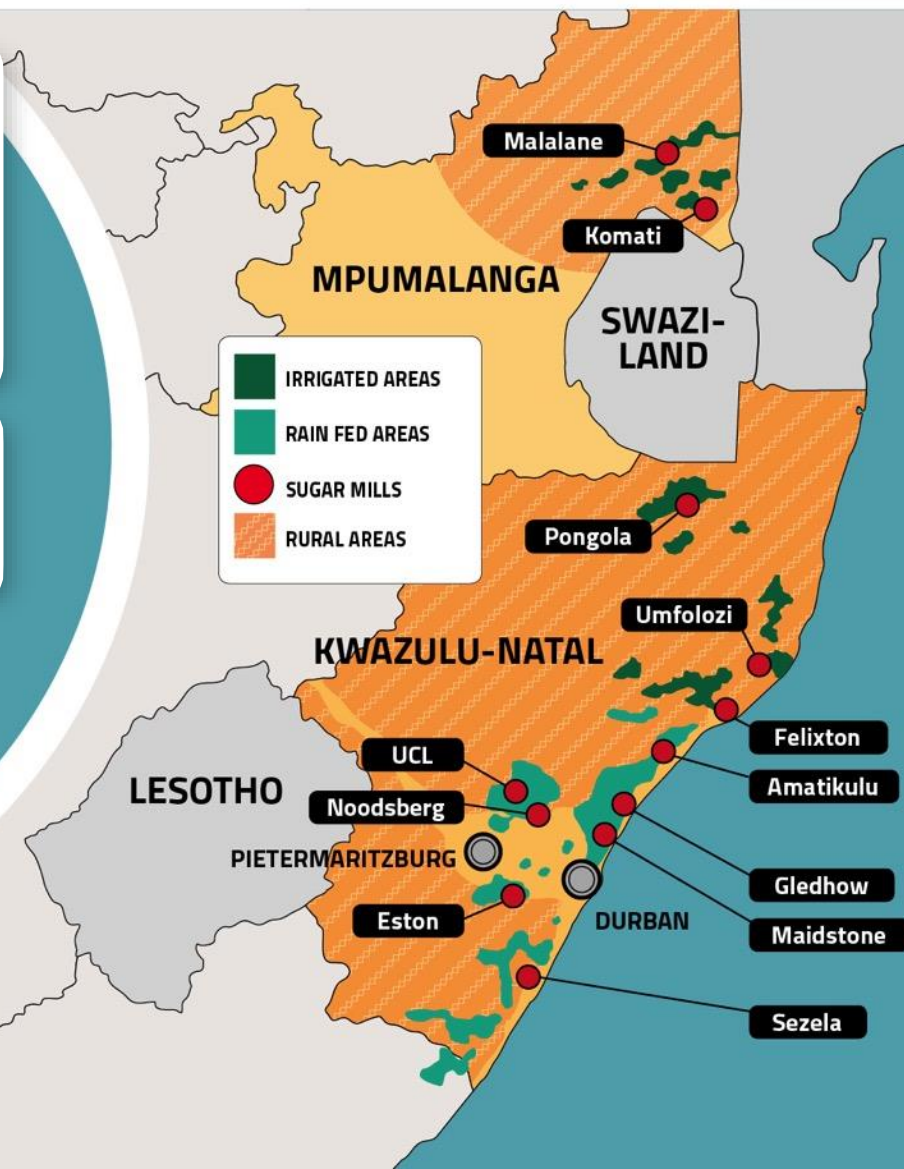 Malalane
Komati
MPUMALANGA
SWAZI-
LAND
IRRIGATED AREAS
RAIN FED AREAS
SUGAR MILLS
RURAL AREAS
Pongola
Umfolozi
KWAZULU-NATAL
Felixton
UCL
Amatikulu
LESOTHO
Noodsberg
PIETERMARITZBURG
Gledhow
Eston
DURBAN
Maidstone
Sezela